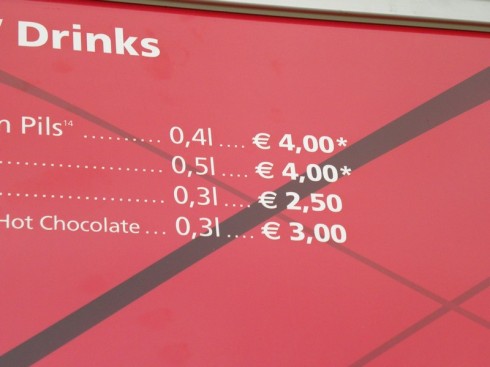 / Drinks
n Pils¹⁴ .......... 0,4l .... € 4,00*
.................... 0,5l .... € 4,00*
.................... 0,3l .... € 2,50
Hot Chocolate ... 0,3l .... € 3,00